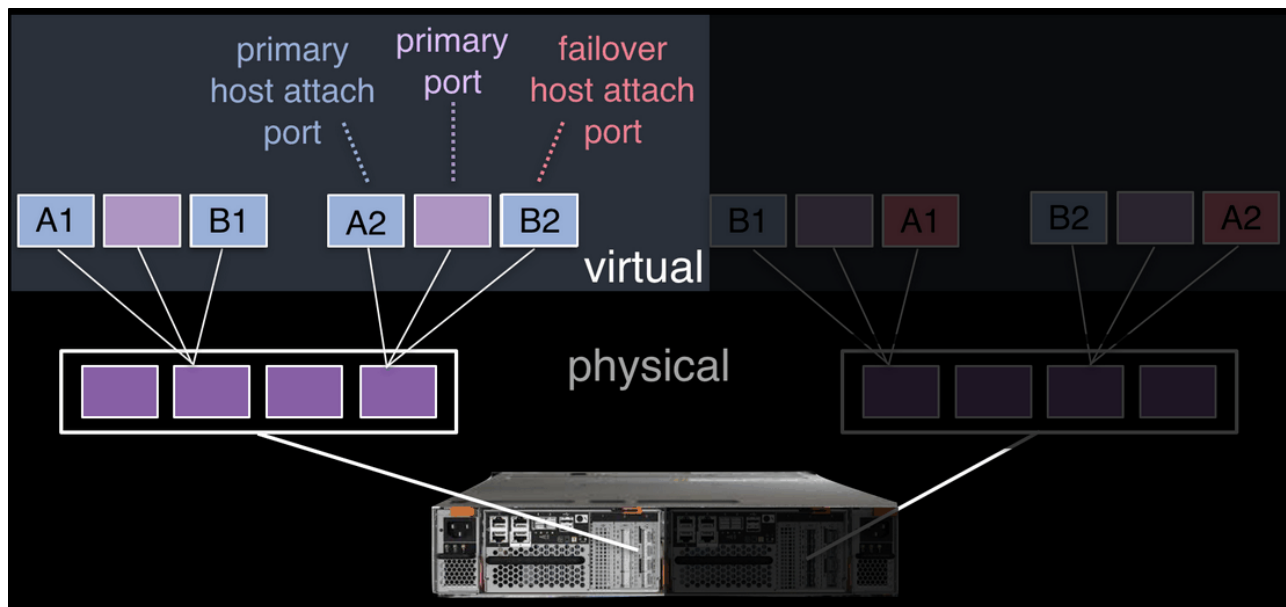 primary
host attach
port
primary
port
failover
host attach
port
A1
B1
A2
B2
virtual
B1
A1
B2
A2
physical